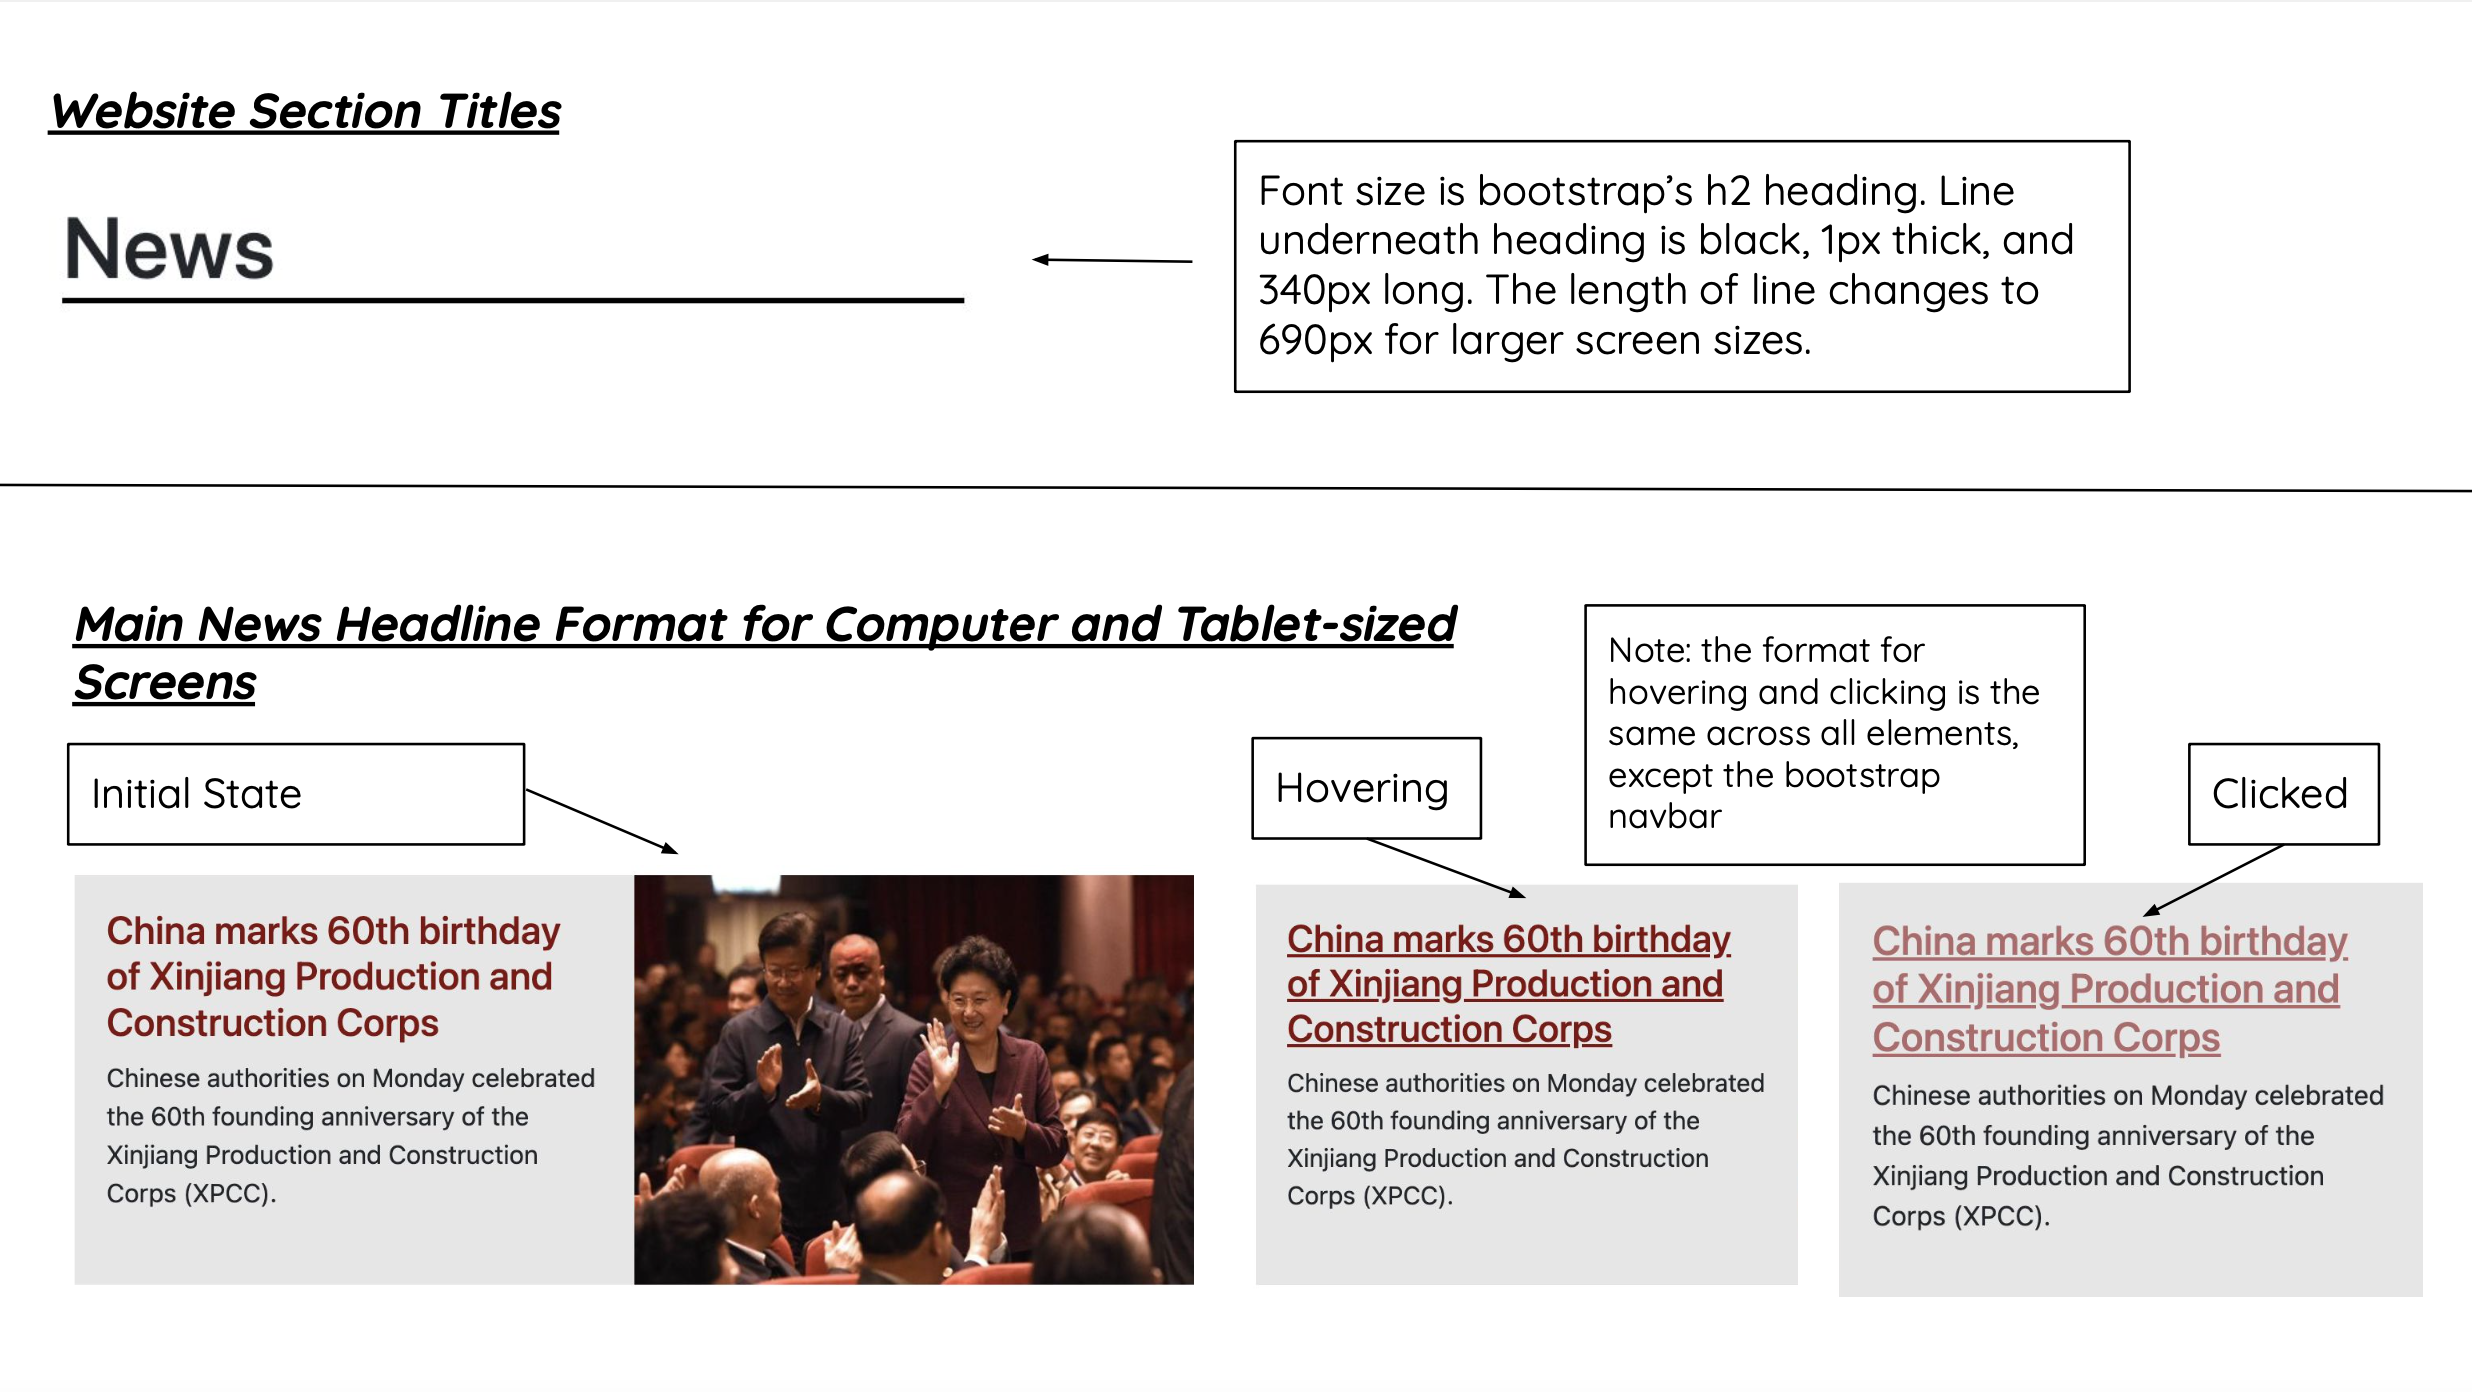 Website Section Titles
News
Font size is bootstrap’s h2 heading. Line
underneath heading is black, 1px thick, and
340px long. The length of line changes to
690px for larger screen sizes.
Main News Headline Format for Computer and Tablet-sized
Screens
Initial State
Hovering
Note: the format for
hovering and clicking is the
same across all elements,
except the bootstrap
navbar
Clicked
China marks 60th birthday
of Xinjiang Production and
Construction Corps
Chinese authorities on Monday celebrated
the 60th founding anniversary of the
Xinjiang Production and Construction
Corps (XPCC).
China marks 60th birthday
of Xinjiang Production and
Construction Corps
Chinese authorities on Monday celebrated
the 60th founding anniversary of the
Xinjiang Production and Construction
Corps (XPCC).
China marks 60th birthday
of Xinjiang Production and
Construction Corps
Chinese authorities on Monday celebrated
the 60th founding anniversary of the
Xinjiang Production and Construction
Corps (XPCC).